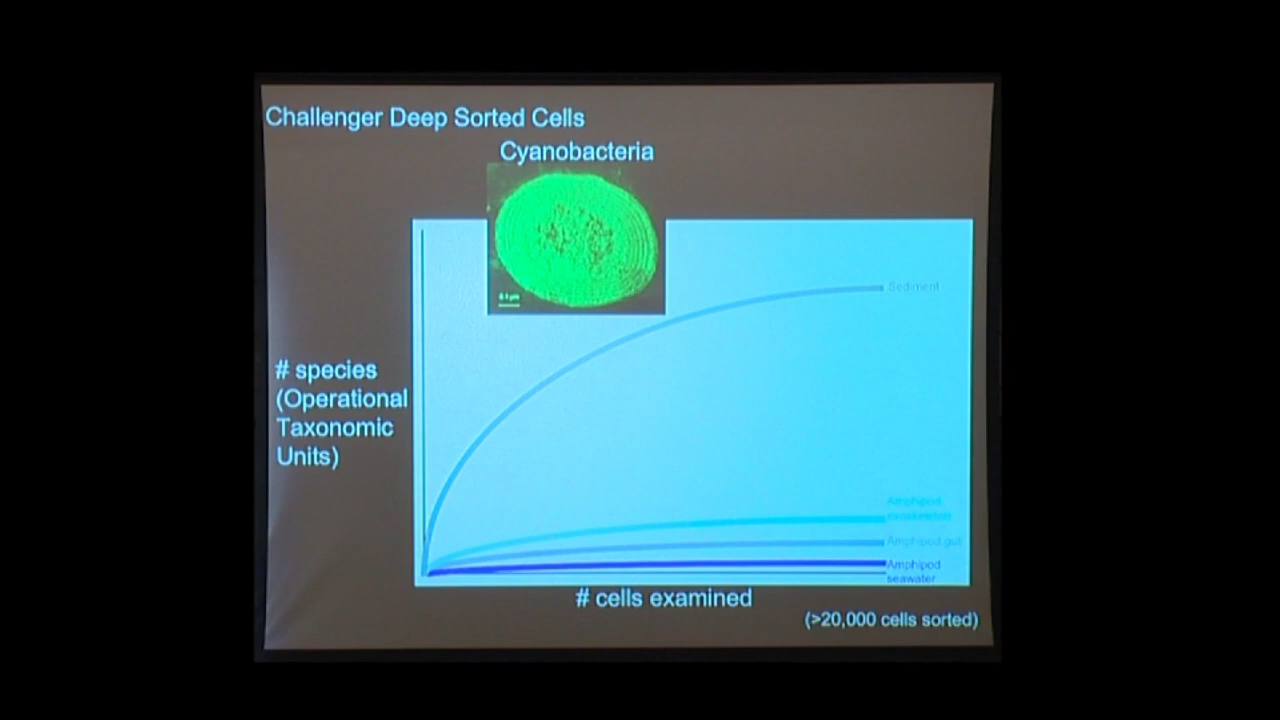 Challenger Deep Sorted Cells
Cyanobacteria
Sediment
# species
(Operational
Taxonomic
Units)
Amphipod
exoskeleton
Amphipod gut
Amphipod
seawater
# cells examined
(>20,000 cells sorted)